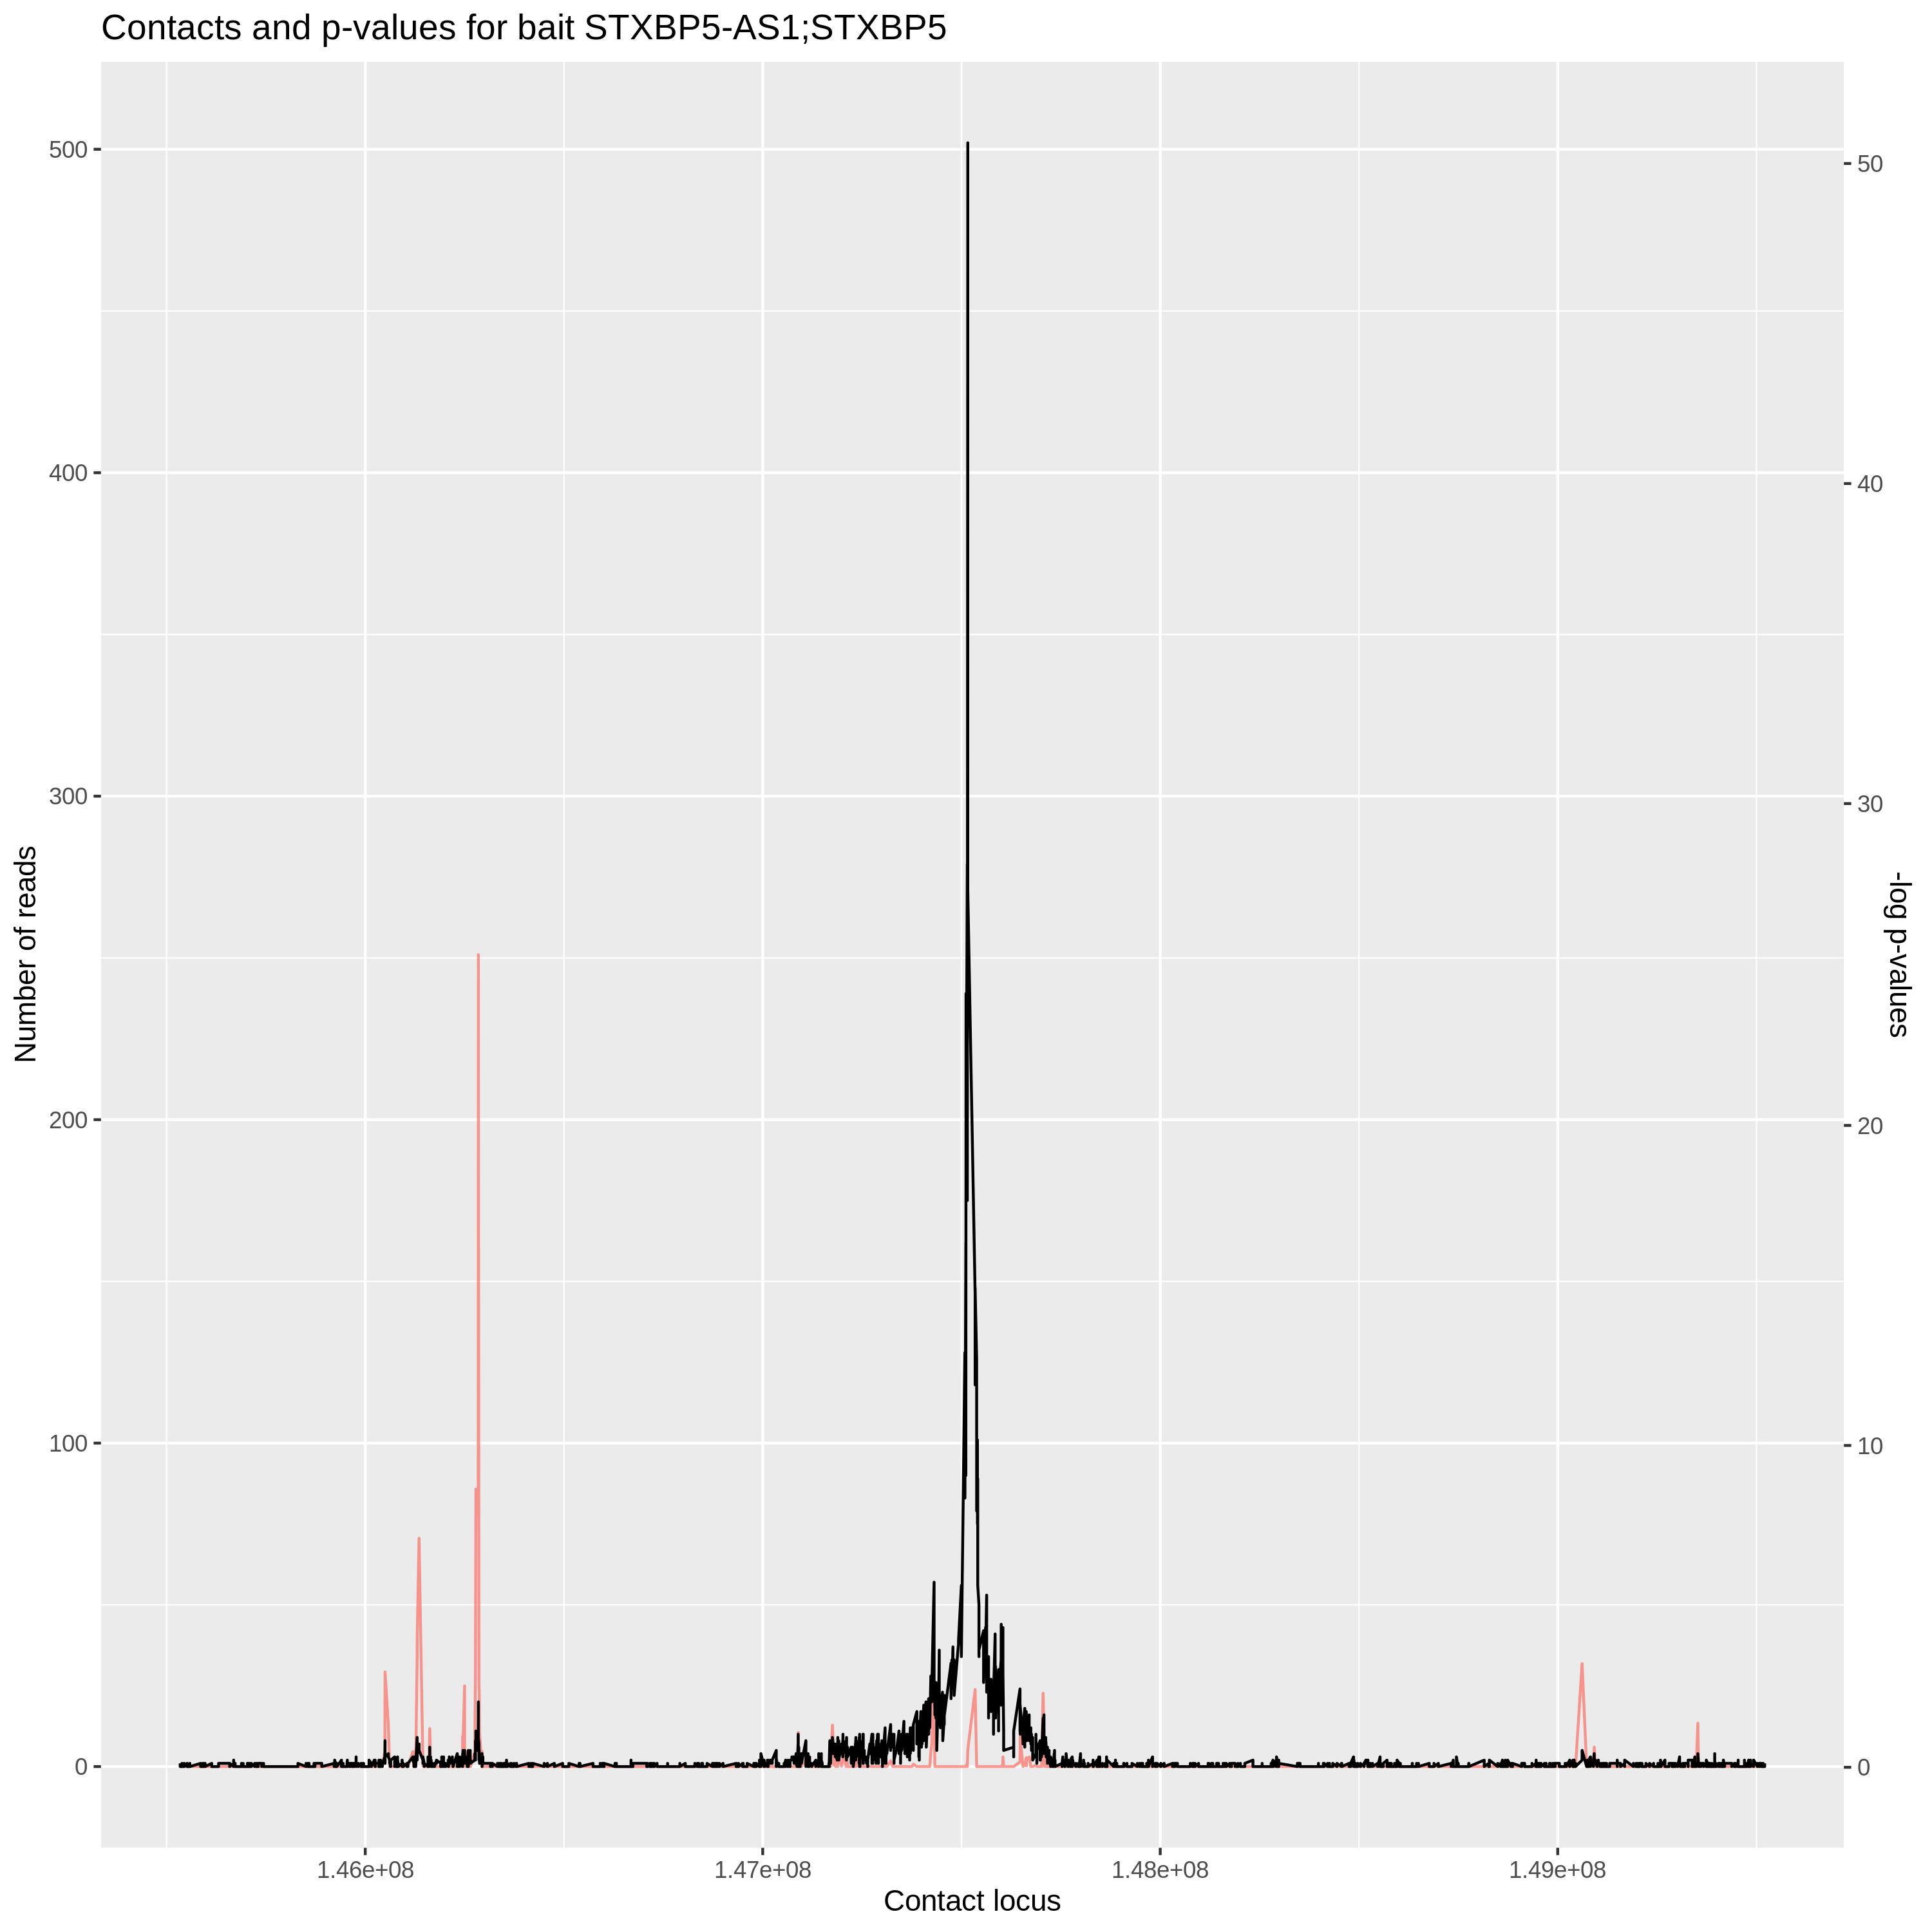 Contacts and p-values for bait STXBP5-AS1;STXBP5
500
400
300
200
100
0
Number of reads
50
40
30
20
10
0
-log p-values
1.46e+08
1.47e+08
1.48e+08
1.49e+08
Contact locus